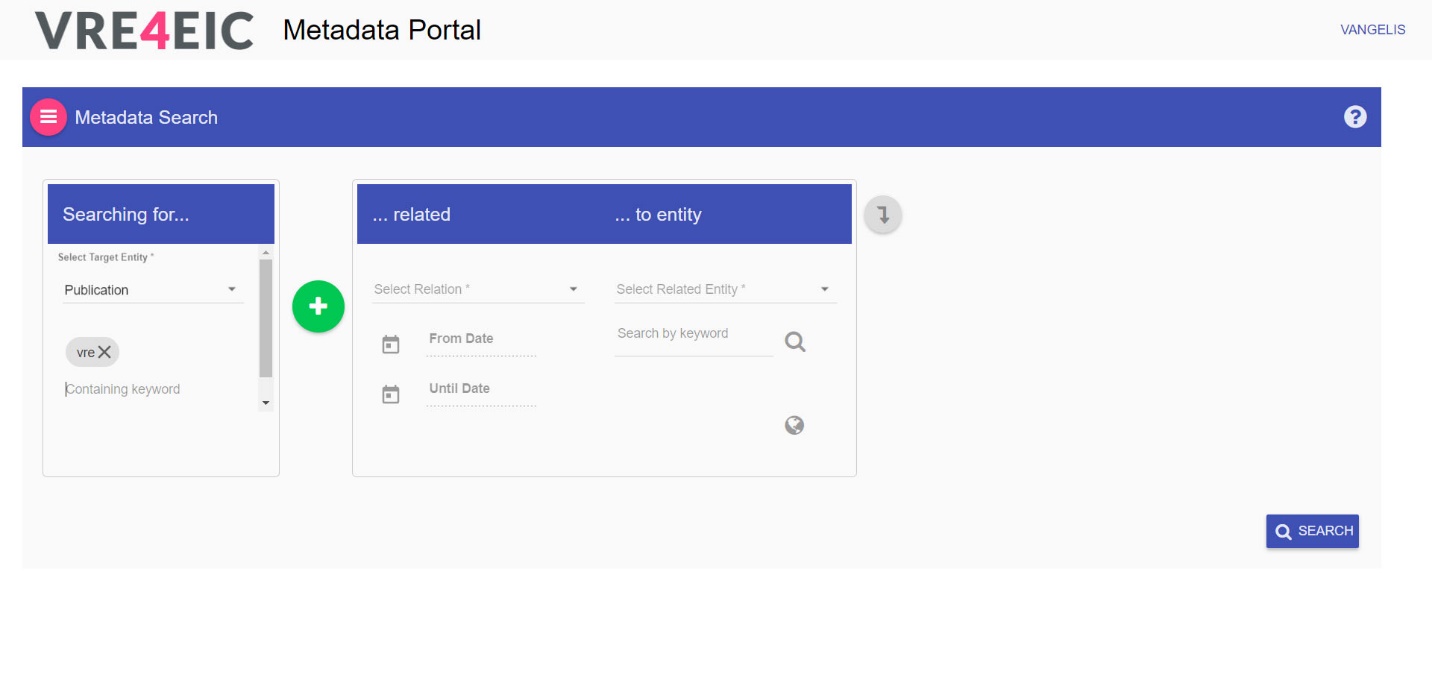 VRE4EIC Metadata Portal
VANGELIS
Metadata Search
?
Searching for...
Select Target Entity *
Publication
vre
Containing keyword
... related
... to entity
Select Relation *
Select Related Entity *
From Date
Search by keyword
Until Date
SEARCH